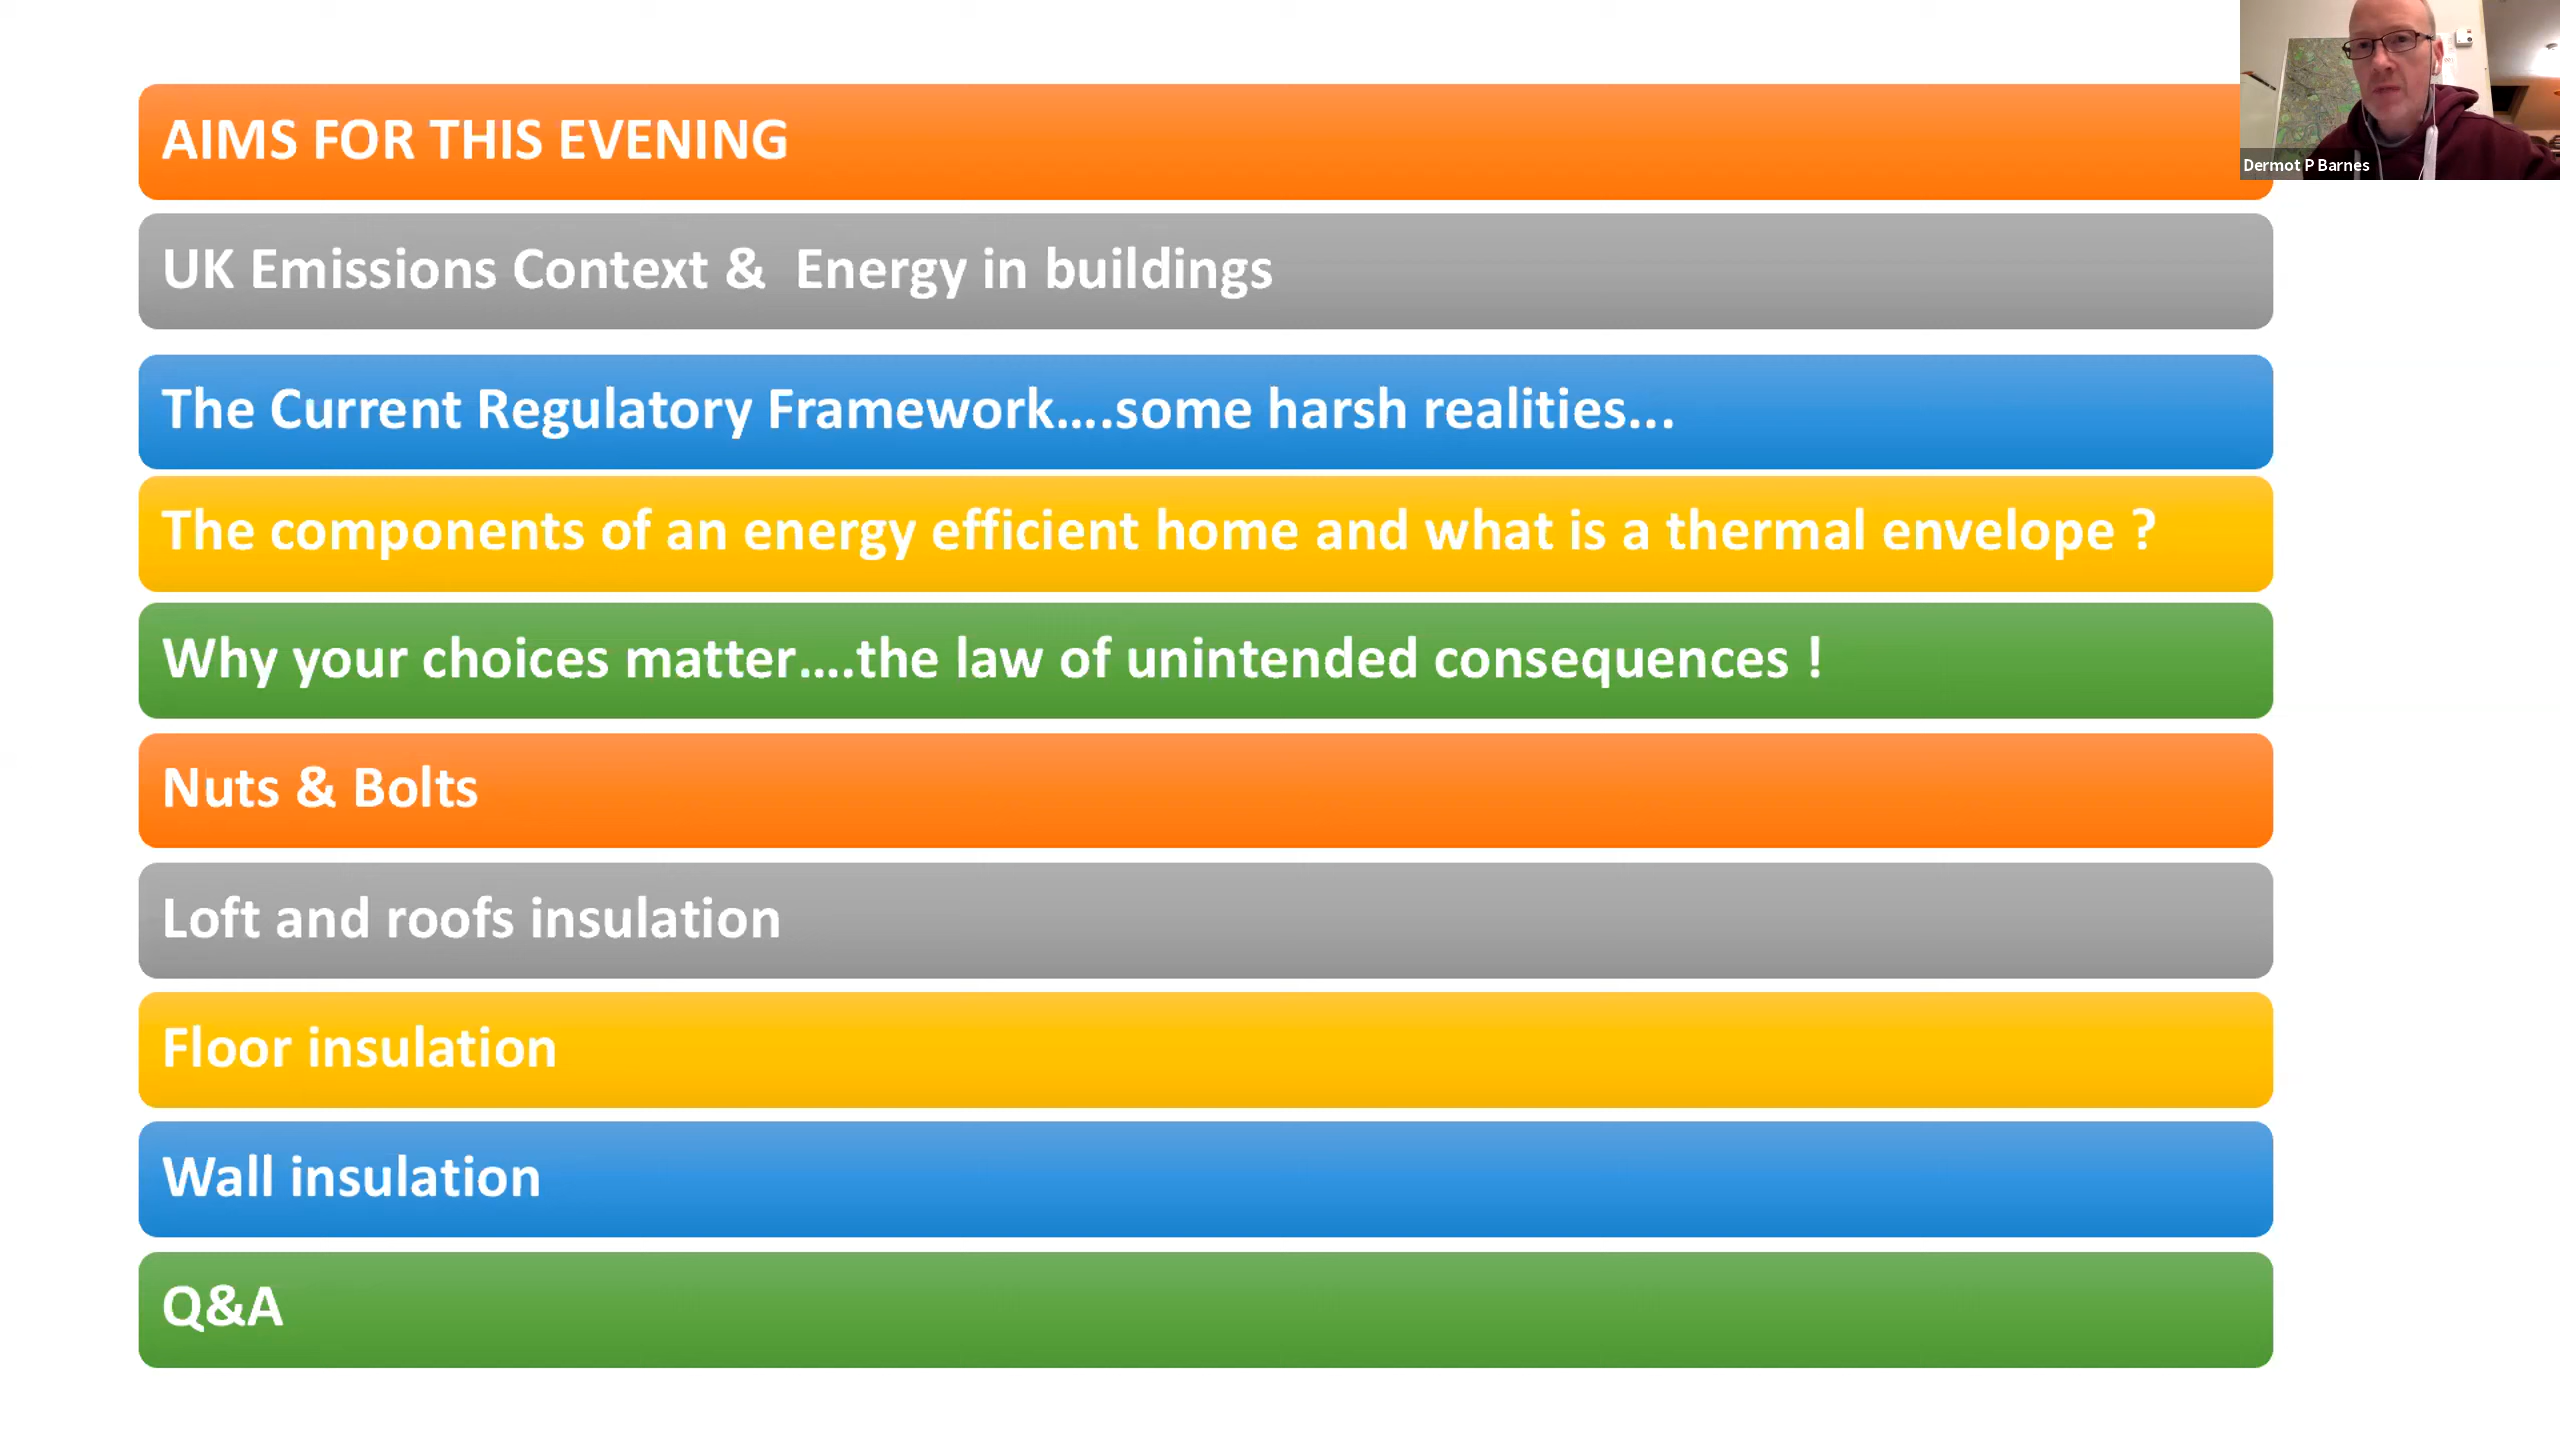 AIMS FOR THIS EVENING
Dermot P Barnes
UK Emissions Context &  Energy in buildings
The Current Regulatory Framework....some harsh realities...
The components of an energy efficient home and what is a thermal envelope ?
Why your choices matter....the law of unintended consequences !
Nuts & Bolts
Loft and roofs insulation
Floor insulation
Wall insulation
Q&A